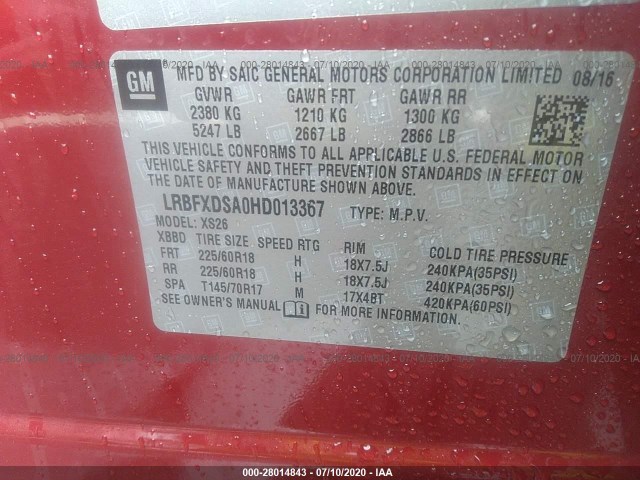 GM
MFD BY SAIC GENERAL MOTORS CORPORATION LIMITED 08/16
GVWR GAWR FRT GAWR RR
2380 KG 1210 KG 1300 KG
5247 LB 2667 LB 2866 LB
THIS VEHICLE CONFORMS TO ALL APPLICABLE U.S. FEDERAL MOTOR
VEHICLE SAFETY AND THEFT PREVENTION STANDARDS IN EFFECT ON
THE DATE OF MANUFACTURE SHOWN ABOVE.
LRBFXDSA0HD013367 TYPE: M.P.V.
MODEL: XS26
XBBD TIRE SIZE SPEED RTG RIM COLD TIRE PRESSURE
FRT 225/60R18 H 18X7.5J 240KPA(35PSI)
RR 225/60R18 H 18X7.5J 240KPA(35PSI)
SPA T145/70R17 M 17X4BT 420KPA(60PSI)
SEE OWNER'S MANUAL FOR MORE INFORMATION.
000-28014843 - 07/10/2020 - IAA